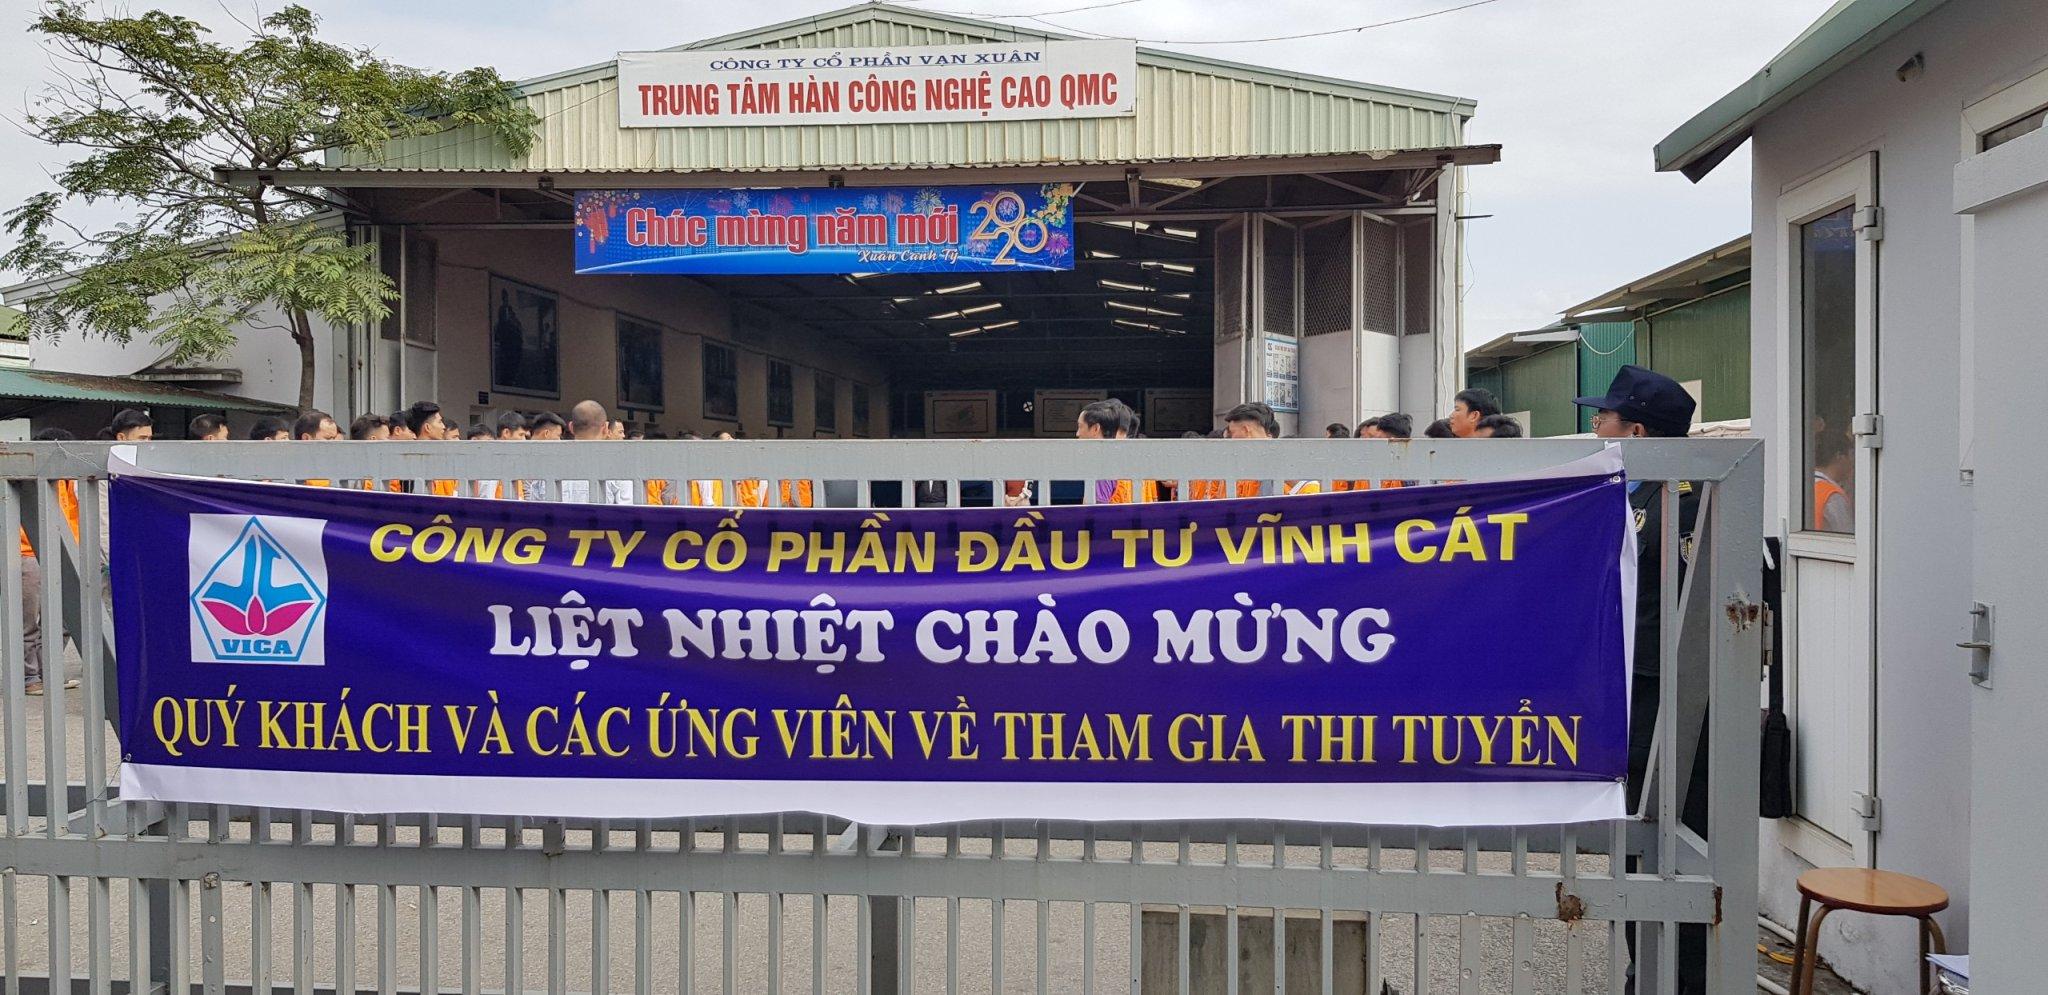 CÔNG TY CỔ PHẦN VẠN XUÂN
TRUNG TÂM HÀN CÔNG NGHỆ CAO QMC
Chúc mừng năm mới 2020
Xuân Canh Tý
CÔNG TY CỔ PHẦN ĐẦU TƯ VĨNH CÁT
LIỆT NHIỆT CHÀO MỪNG
QUÝ KHÁCH VÀ CÁC ỨNG VIÊN VỀ THAM GIA THI TUYỂN
VICA